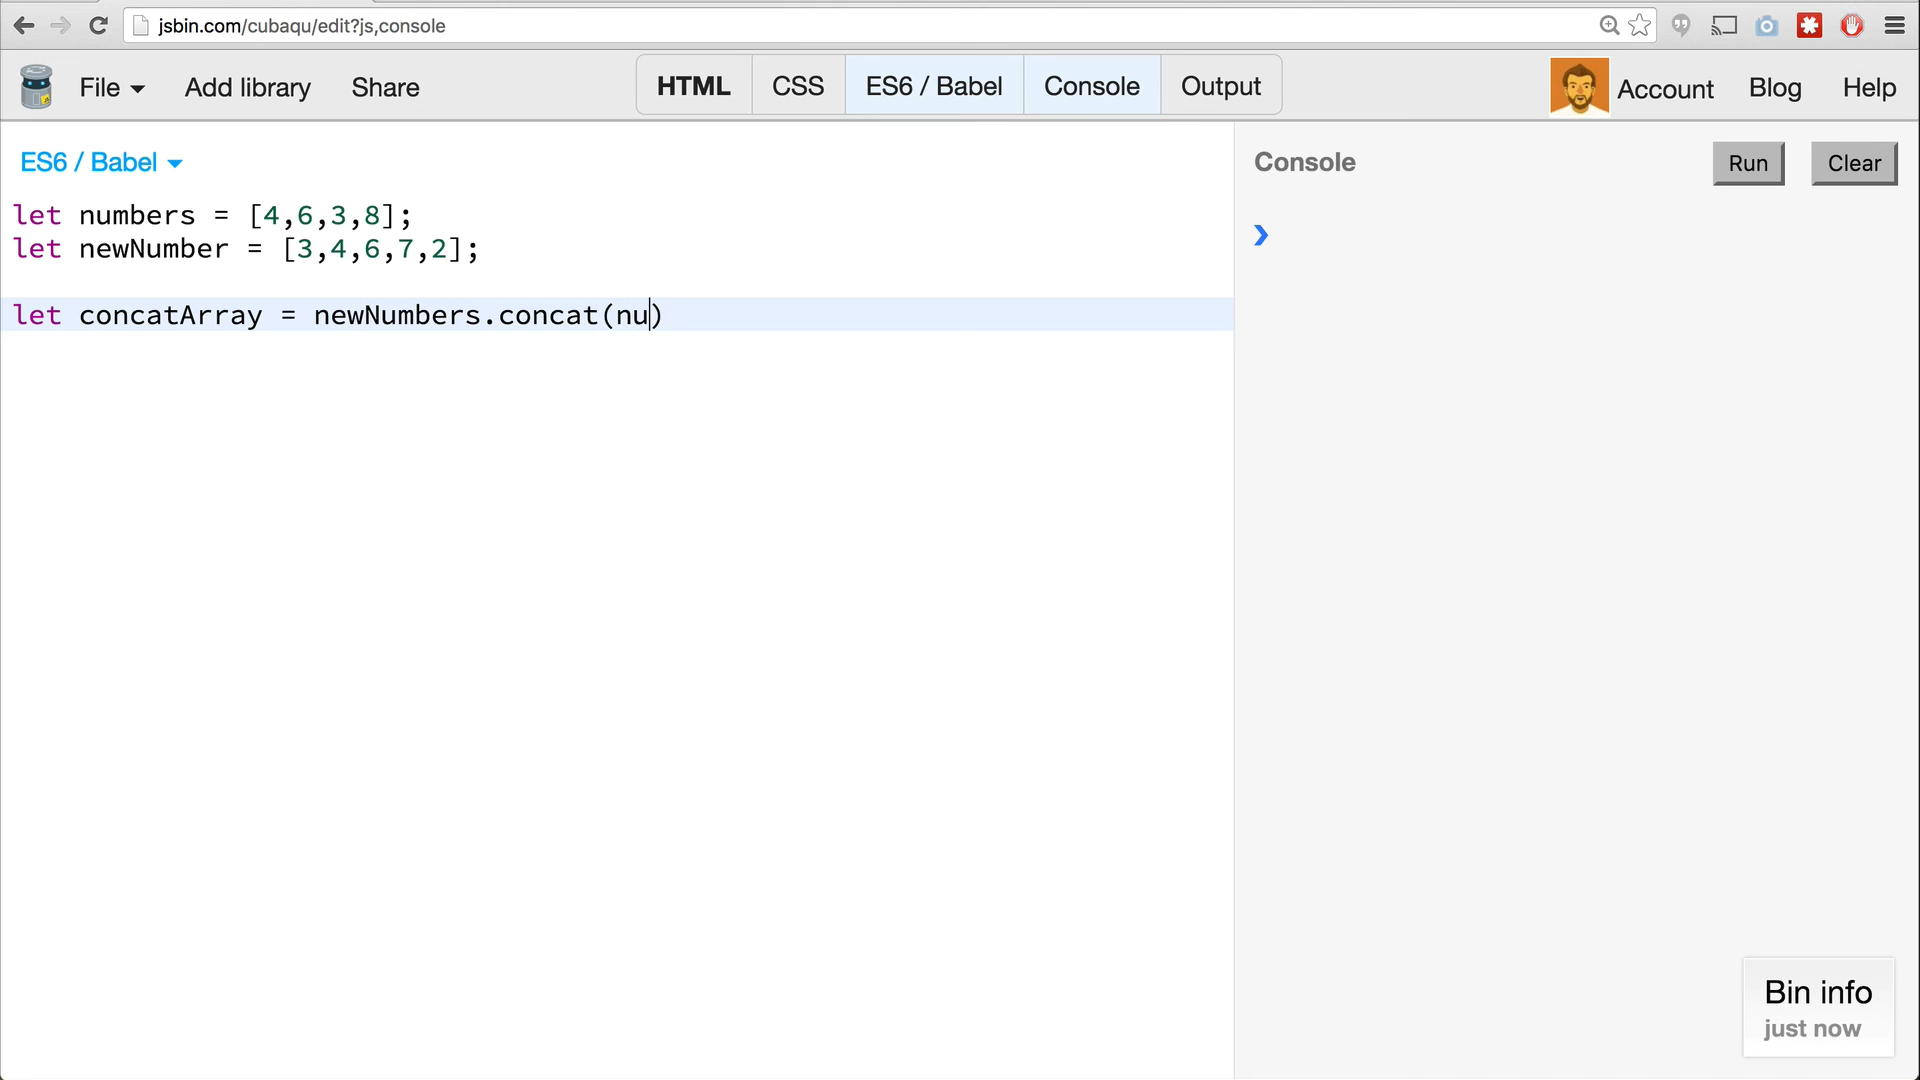 jsbin.com/cubaqu/edit?js,console
File Add library Share HTML CSS ES6 / Babel Console Output Account Blog Help
ES6 / Babel
Console Run Clear
let numbers = [4,6,3,8];
let newNumber = [3,4,6,7,2];
let concatArray = newNumbers.concat(nu)
Bin info
just now